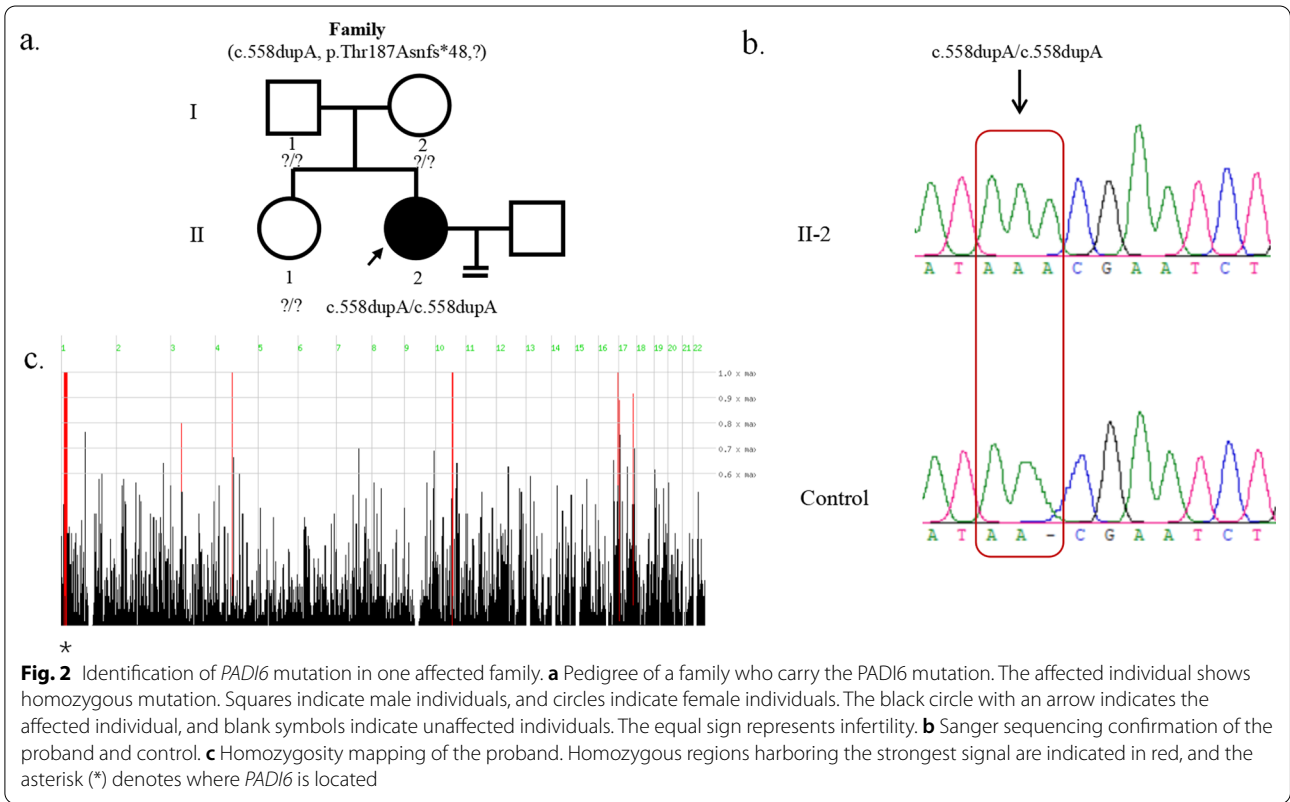 a.
Family
(c.558dupA, p.Thr187Asnfs*48,?)
I
1
?/?
2
?/?
II
1
?/?
2
c.558dupA/c.558dupA
b.
c.558dupA/c.558dupA
II-2
A T A A A C G A A T C T
Control
A T A A - C G A A T C T
c.
1 2 3 4 5 6 7 8 9 10 11 12 13 14 15 16 17 18 19 20 21 22
1.0 x max
0.9 x max
0.8 x max
0.7 x max
0.6 x max
*
Fig. 2 Identification of PADI6 mutation in one affected family. a Pedigree of a family who carry the PADI6 mutation. The affected individual shows
homozygous mutation. Squares indicate male individuals, and circles indicate female individuals. The black circle with an arrow indicates the
affected individual, and blank symbols indicate unaffected individuals. The equal sign represents infertility. b Sanger sequencing confirmation of the
proband and control. c Homozygosity mapping of the proband. Homozygous regions harboring the strongest signal are indicated in red, and the
asterisk (*) denotes where PADI6 is located